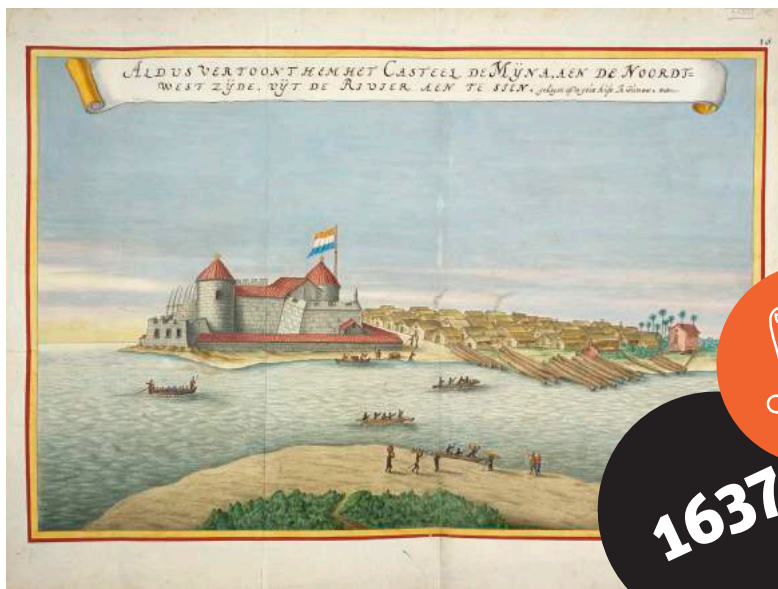 ALDUS VERTOONT HEM HET CASTEEL DE MŸNA, AEN DE NOORDT=
WEST ZŸDE, VŸT DE RIVIER AEN TE SIEN.
1637